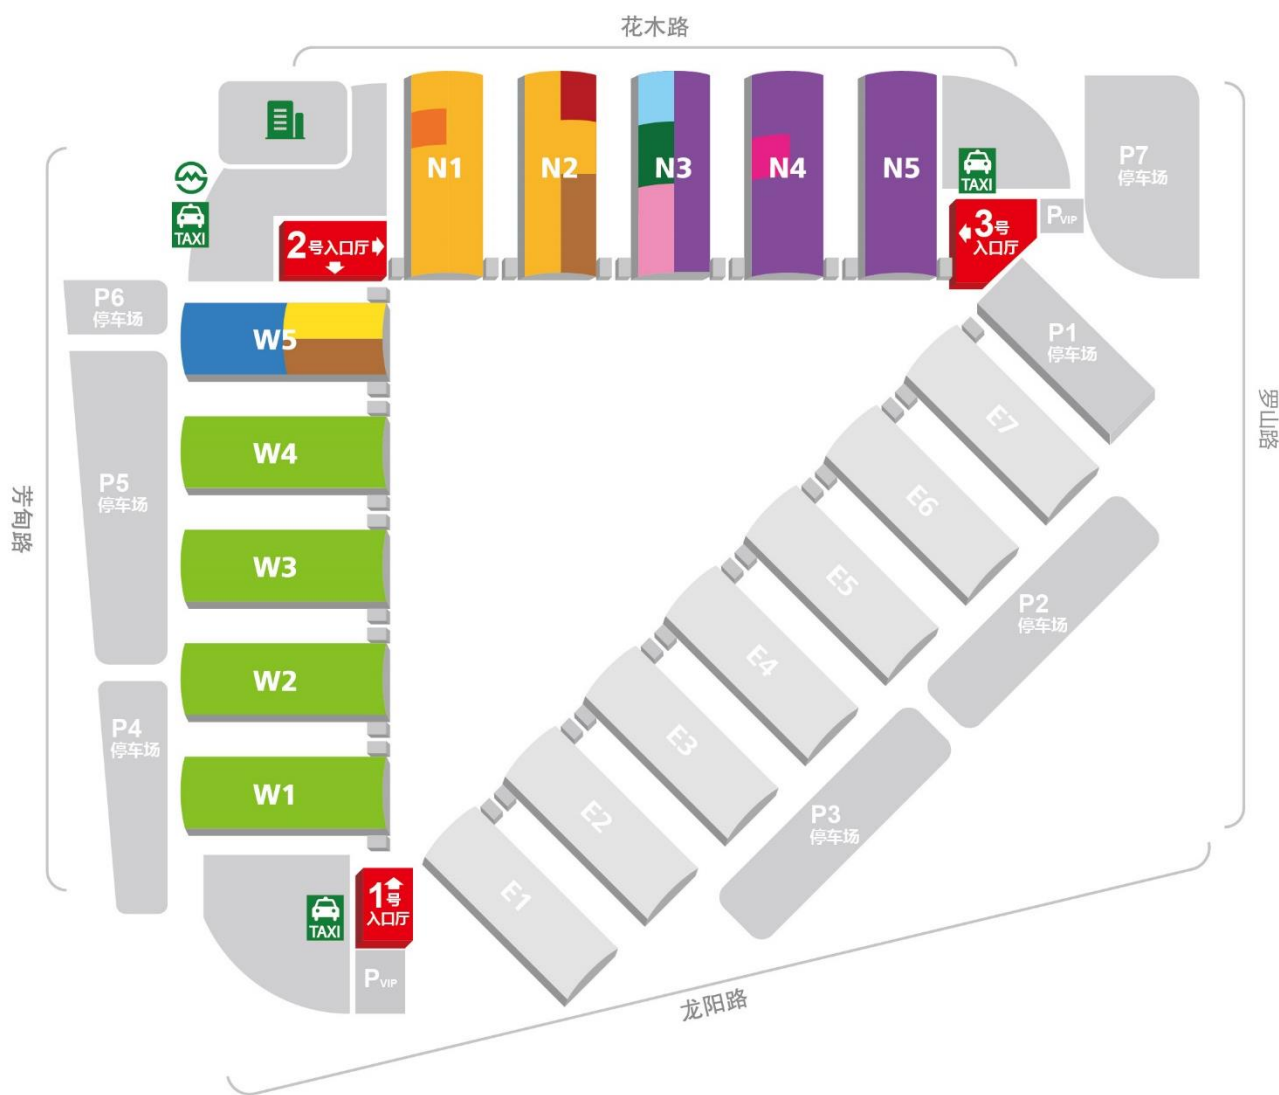 花木路
N1
N2
N3
N4
N5
P7
停车场
TAXI
TAXI
2号入口厅
3号
入口厅
PVIP
P6
停车场
W5
P1
停车场
罗山路
E7
W4
P5
停车场
芳甸路
E6
W3
E5
P2
停车场
W2
E4
P4
停车场
E3
W1
E2
P3
停车场
E1
TAXI
1号
入口厅
PVIP
龙阳路